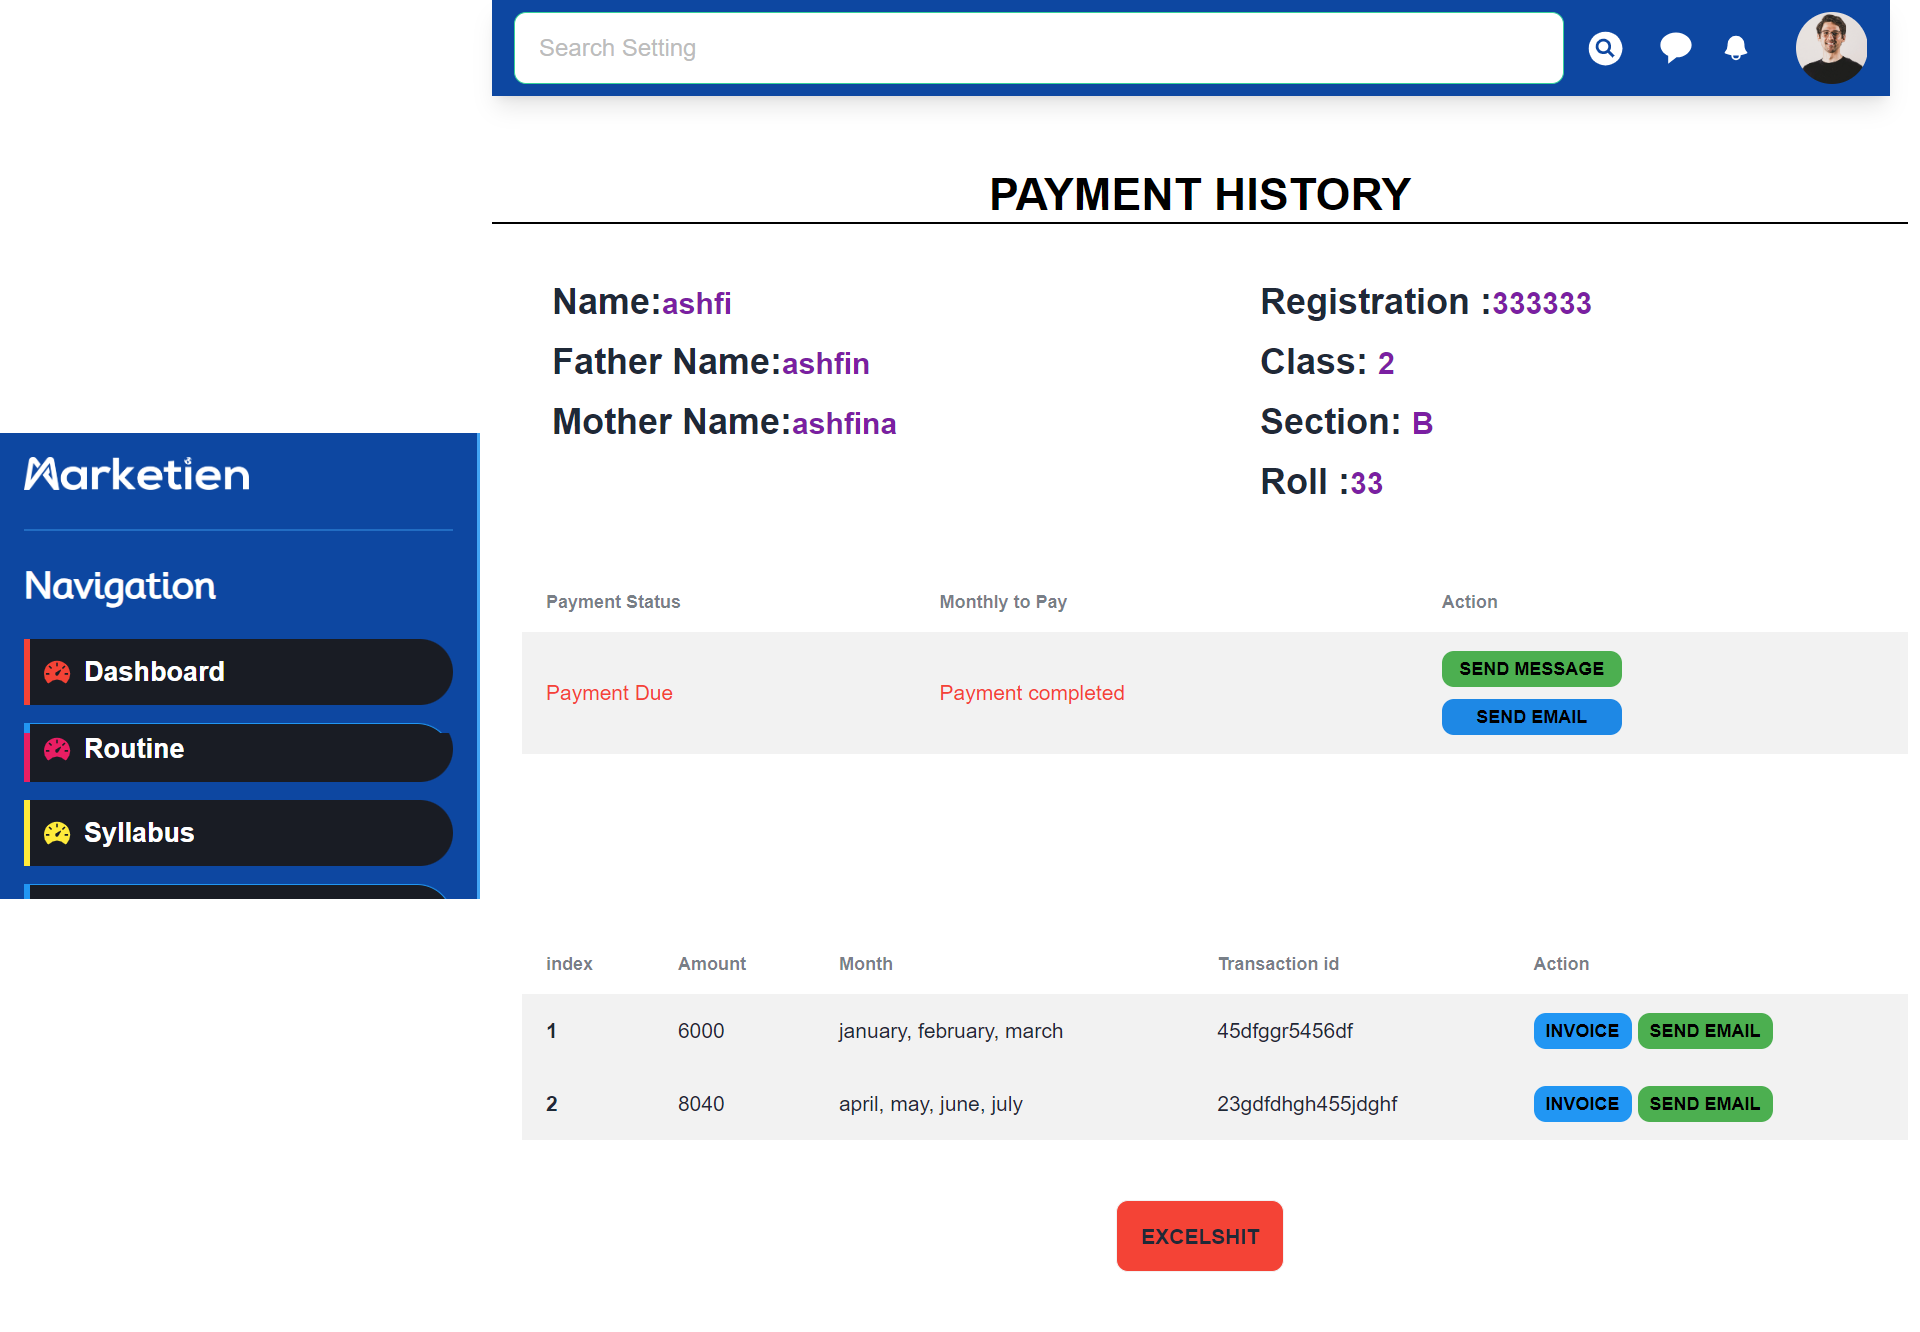 Search Setting
PAYMENT HISTORY
Name:ashfi
Father Name:ashfin
Mother Name:ashfina
Registration :333333
Class: 2
Section: B
Roll :33
Marketien
Navigation
Dashboard
Routine
Syllabus
Payment Status Monthly to Pay Action
Payment Due Payment completed SEND MESSAGE
SEND EMAIL
index Amount Month Transaction id Action
1 6000 january, february, march 45dfggr5456df INVOICE SEND EMAIL
2 8040 april, may, june, july 23gdfdhgh455jdghf INVOICE SEND EMAIL
EXCELSHIT